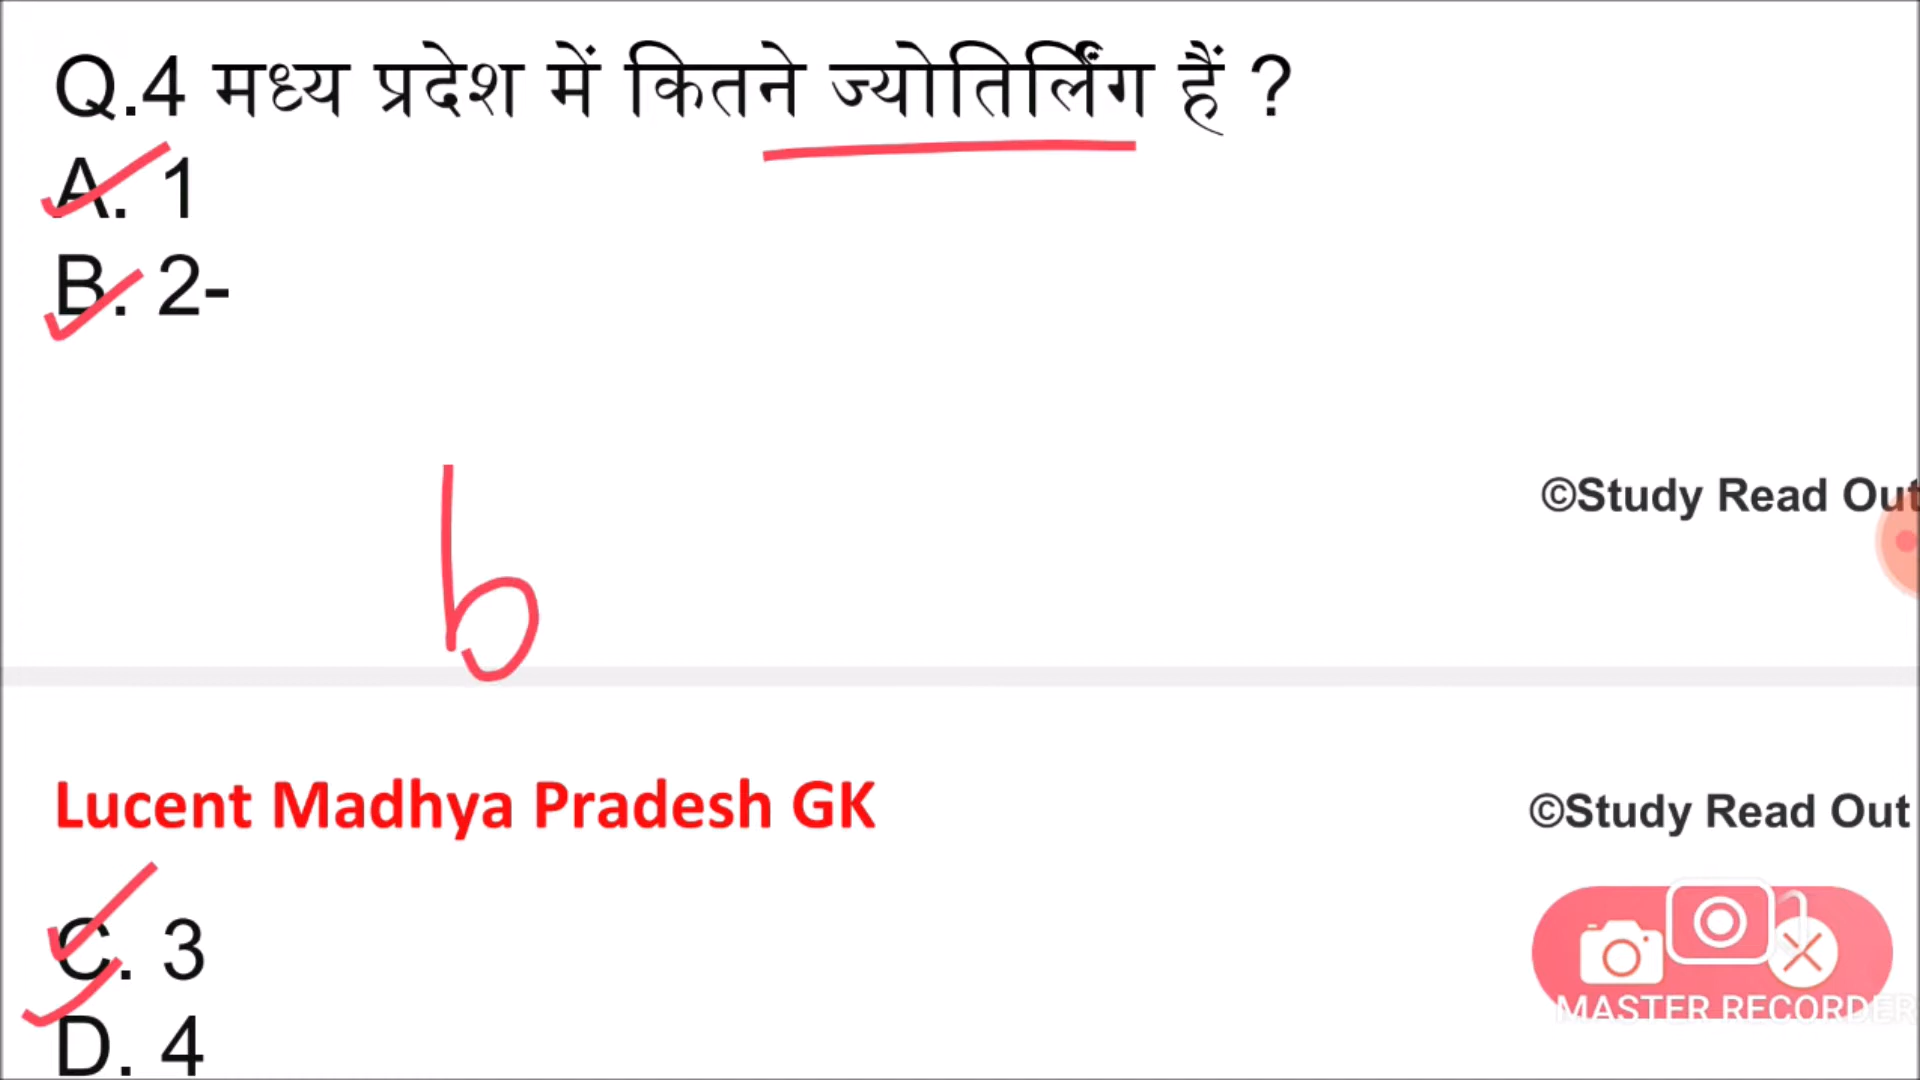 Q.4 मध्य प्रदेश में कितने ज्योतिर्लिंग हैं ?
A. 1
B. 2-
©Study Read Out
b
Lucent Madhya Pradesh GK
©Study Read Out
C. 3
MASTER RECORDER
D. 4